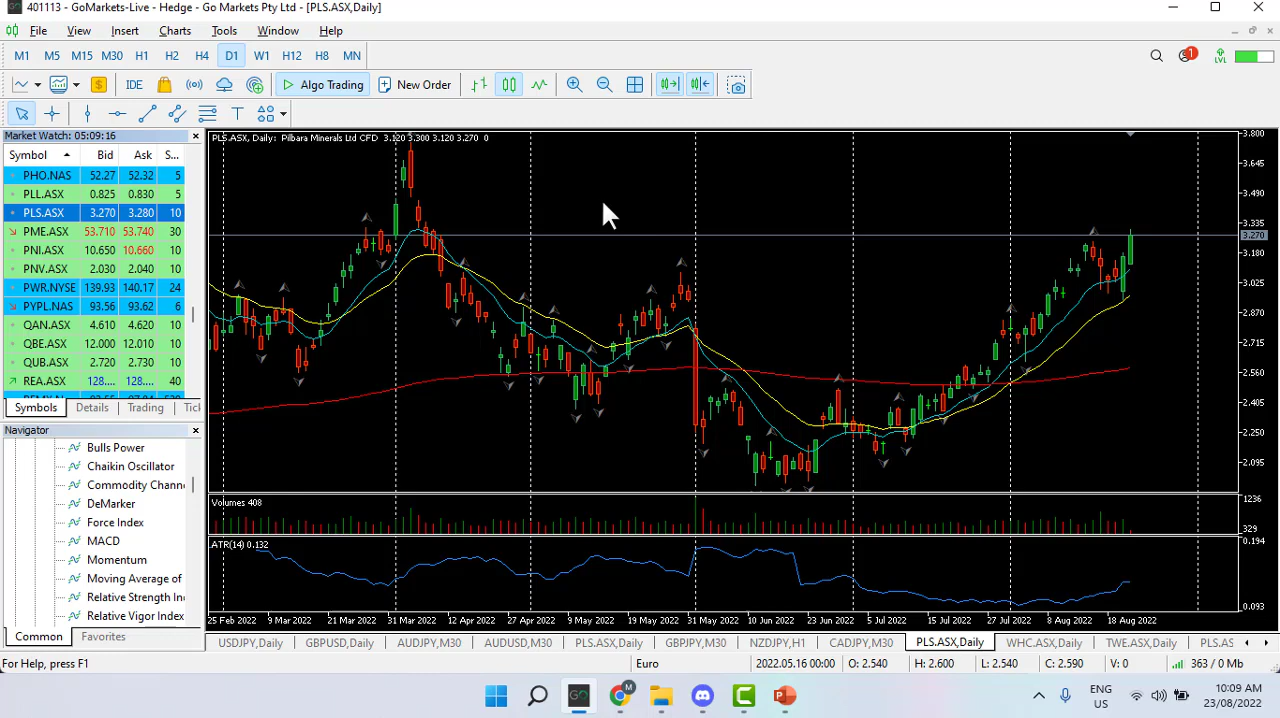 401113 - GoMarkets-Live - Hedge - Go Markets Pty Ltd - [PLS.ASX,Daily]
File View Insert Charts Tools Window Help
M1 M5 M15 M30 H1 H2 H4 D1 W1 H12 H8 MN
1 LVL
IDE Algo Trading New Order
T
Market Watch: 05:09:16
Symbol Bid Ask S...
PHO.NAS 52.27 52.32 5
PLL.ASX 0.825 0.830 5
PLS.ASX 3.270 3.280 10
PME.ASX 53.710 53.740 30
PNI.ASX 10.650 10.660 10
PNV.ASX 2.030 2.040 10
PWR.NYSE 139.93 140.17 24
PYPL.NAS 93.56 93.62 6
QAN.ASX 4.610 4.620 10
QBE.ASX 12.000 12.010 10
QUB.ASX 2.720 2.730 10
REA.ASX 128.... 128.... 40
Symbols Details Trading Tick
Navigator
Bulls Power
Chaikin Oscillator
Commodity Channe
DeMarker
Force Index
MACD
Momentum
Moving Average of
Relative Strength Ind
Relative Vigor Index
Common Favorites
PLS.ASX, Daily: Pilbara Minerals Ltd CFD 3.120 3.300 3.120 3.270 0
3.800
3.645
3.490
3.335
3.270
3.180
3.025
2.870
2.715
2.560
2.405
2.250
2.095
Volumes 408
1236
329
ATR(14) 0.132
0.194
0.093
25 Feb 2022 9 Mar 2022 21 Mar 2022 31 Mar 2022 12 Apr 2022 27 Apr 2022 9 May 2022 19 May 2022 31 May 2022 10 Jun 2022 23 Jun 2022 5 Jul 2022 15 Jul 2022 27 Jul 2022 8 Aug 2022 18 Aug 2022
USDJPY,Daily GBPUSD,Daily AUDJPY,M30 AUDUSD,M30 PLS.ASX,Daily GBPJPY,M30 NZDJPY,H1 CADJPY,M30 PLS.ASX,Daily WHC.ASX,Daily TWE.ASX,Daily PLS.AS
For Help, press F1 Euro 2022.05.16 00:00 O: 2.540 H: 2.600 L: 2.540 C: 2.590 V: 0 363 / 0 Mb
GO M C P ENG US 10:09 AM 23/08/2022